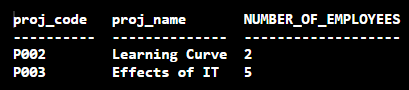 proj_code   proj_name       NUMBER_OF_EMPLOYEES
----------  --------------  -------------------
P002        Learning Curve  2
P003        Effects of IT   5